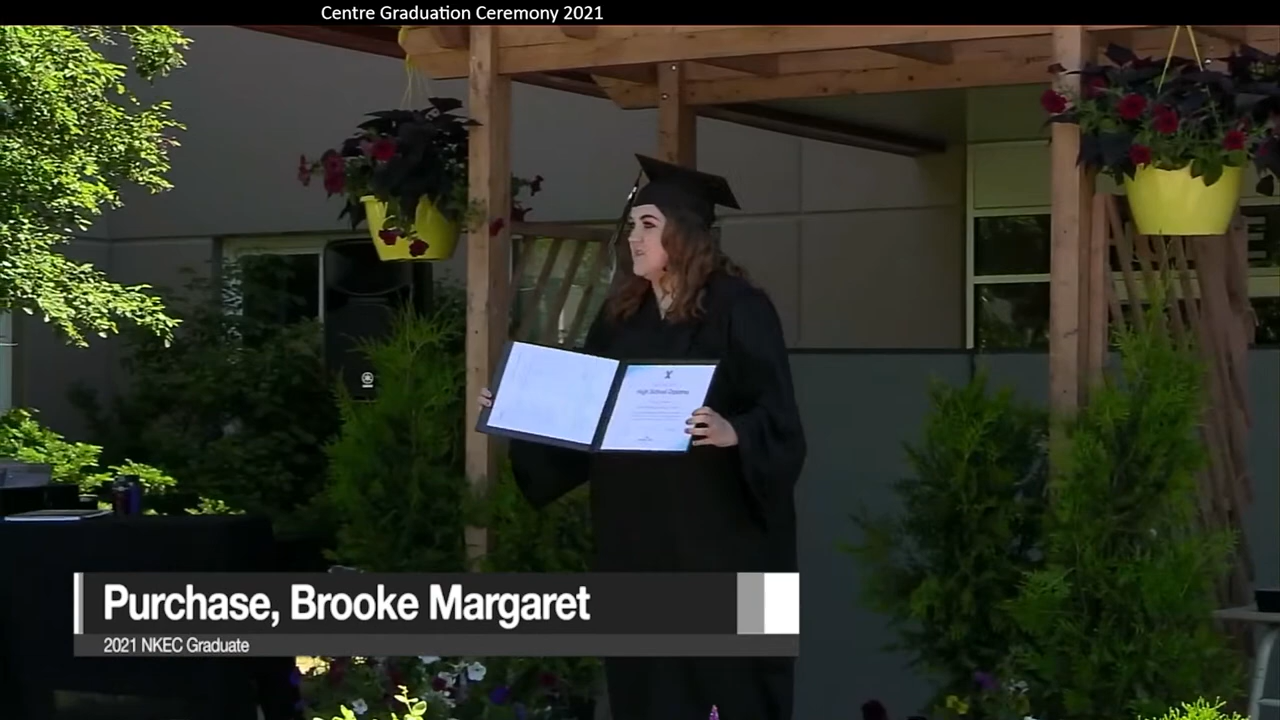 Centre Graduation Ceremony 2021
High School Diploma
Purchase, Brooke Margaret
2021 NKEC Graduate